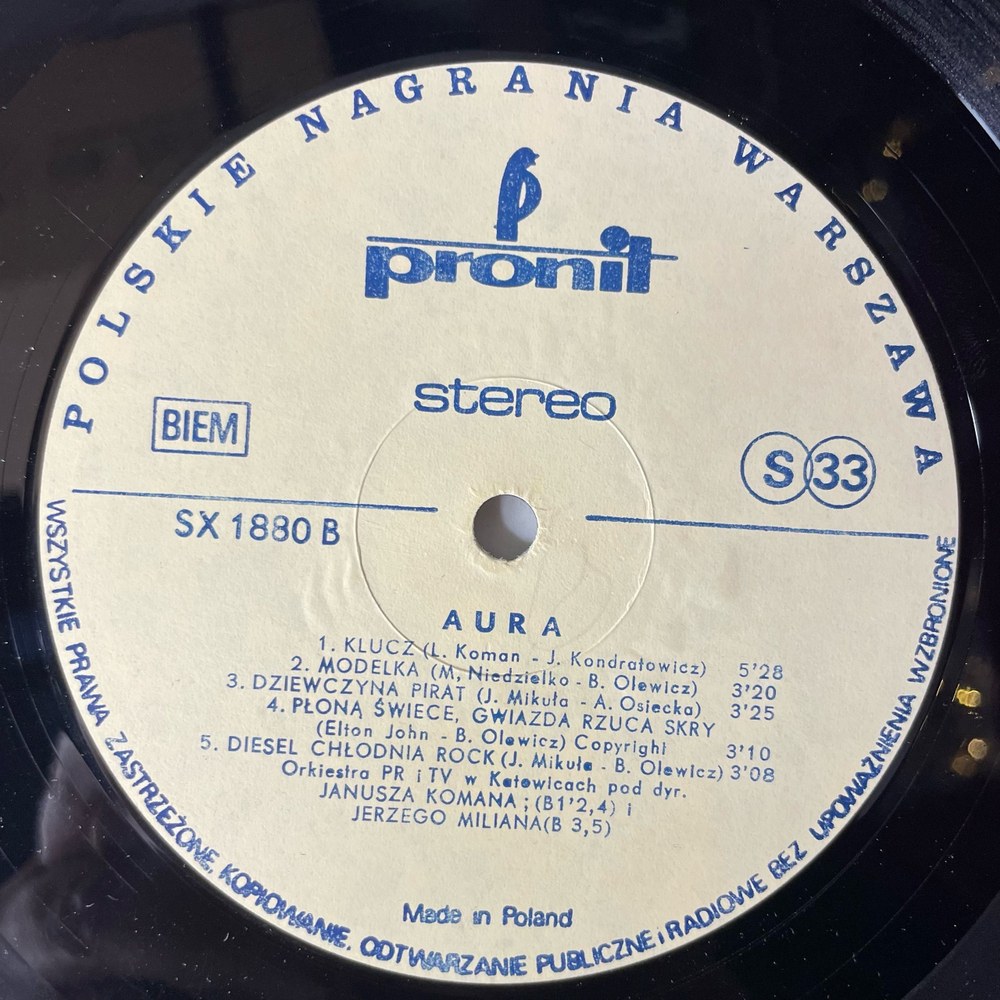 POLSKIE NAGRANIA WARSZAWA
pronit
stereo
BIEM
S 33
SX 1880 B
AURA
1. KLUCZ (L. Koman - J. Kondratowicz) 5'28
2. MODELKA (M, Niedzielko - B. Olewicz) 3'20
3. DZIEWCZYNA PIRAT (J. Mikuła - A. Osiecka) 3'25
4. PŁONĄ ŚWIECE, GWIAZDA RZUCA SKRY
(Elton John - B. Olewicz) Copyright 3'10
5. DIESEL CHŁODNIA ROCK (J. Mikuła - B. Olewicz) 3'08
Orkiestra PR i TV w Katowicach pod dyr.
JANUSZA KOMANA ; (B1'2,4) i
JERZEGO MILIANA (B 3,5)
Made in Poland
WSZYSTKIE PRAWA ZASTRZEŻONE, KOPIOWANIE, ODTWARZANIE PUBLICZNE i RADIOWE BEZ UPOWAŻNIENIA WZBRONIONE